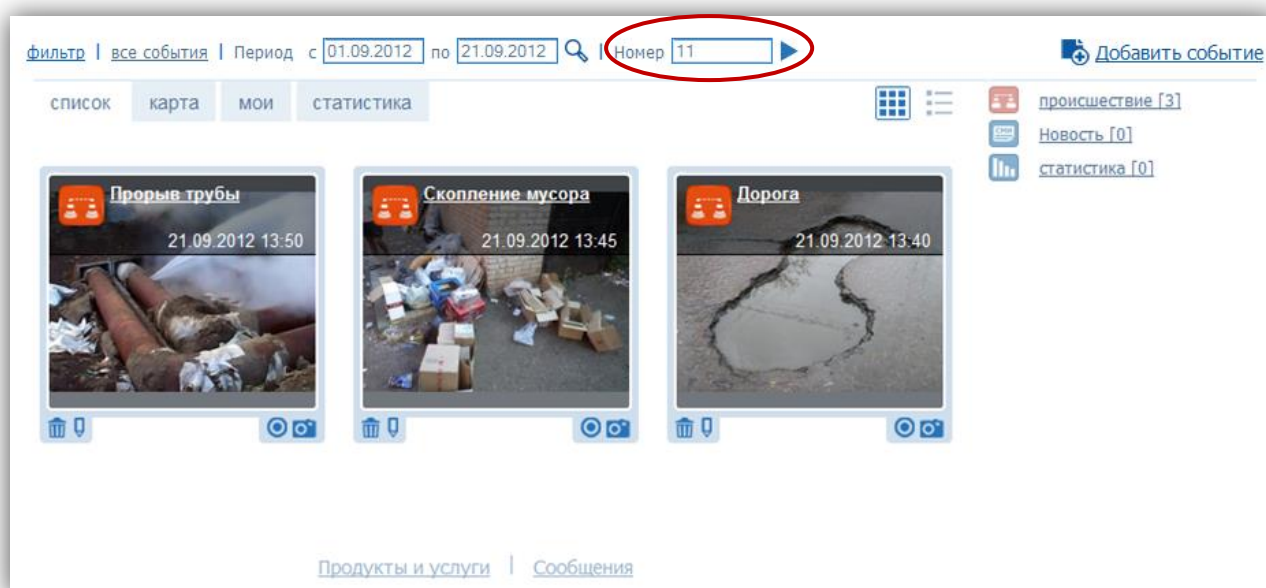 фильтр | все события | Период с 01.09.2012 по 21.09.2012 | Номер 11
Добавить событие
список карта мои статистика
происшествие [3]
Новость [0]
статистика [0]
Прорыв трубы
21.09.2012 13:50
Скопление мусора
21.09.2012 13:45
Дорога
21.09.2012 13:40
Продукты и услуги | Сообщения